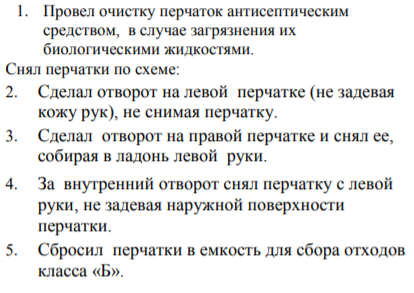 1. Провел очистку перчаток антисептическим
средством, в случае загрязнения их
биологическими жидкостями.
Снял перчатки по схеме:
2. Сделал отворот на левой перчатке (не задевая
кожу рук), не снимая перчатку.
3. Сделал отворот на правой перчатке и снял ее,
собирая в ладонь левой руки.
4. За внутренний отворот снял перчатку с левой
руки, не задевая наружной поверхности
перчатки.
5. Сбросил перчатки в емкость для сбора отходов
класса «Б».